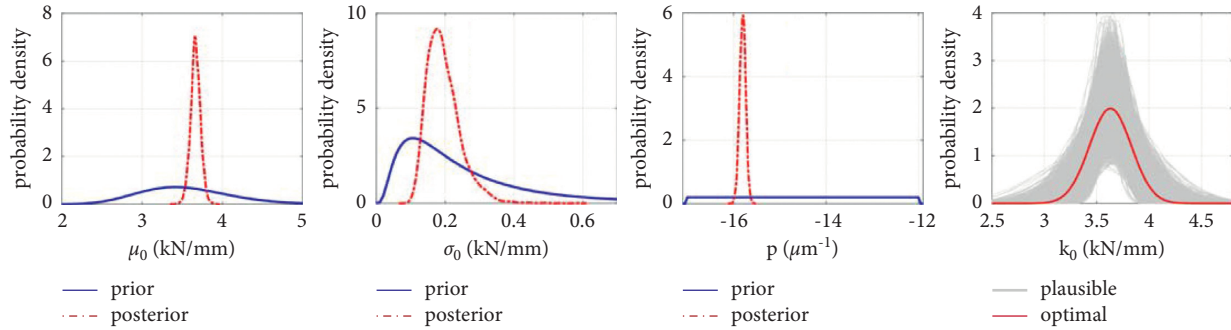 probability density
8
6
4
2
0
2 3 4 5
μ0 (kN/mm)
prior
posterior
probability density
10
5
0
0 0.2 0.4 0.6
σ0 (kN/mm)
prior
posterior
probability density
6
4
2
0
-16 -14 -12
p (μm⁻¹)
prior
posterior
probability density
4
3
2
1
0
2.5 3 3.5 4 4.5
k0 (kN/mm)
plausible
optimal